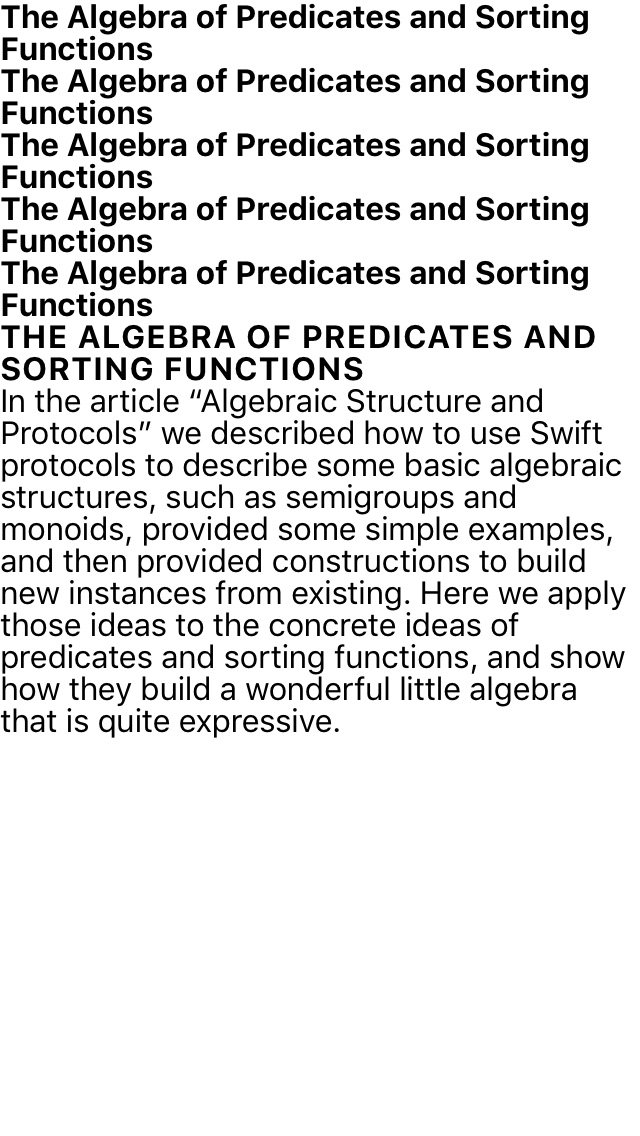 The Algebra of Predicates and Sorting
Functions
The Algebra of Predicates and Sorting
Functions
The Algebra of Predicates and Sorting
Functions
The Algebra of Predicates and Sorting
Functions
The Algebra of Predicates and Sorting
Functions
THE ALGEBRA OF PREDICATES AND
SORTING FUNCTIONS
In the article “Algebraic Structure and
Protocols” we described how to use Swift
protocols to describe some basic algebraic
structures, such as semigroups and
monoids, provided some simple examples,
and then provided constructions to build
new instances from existing. Here we apply
those ideas to the concrete ideas of
predicates and sorting functions, and show
how they build a wonderful little algebra
that is quite expressive.